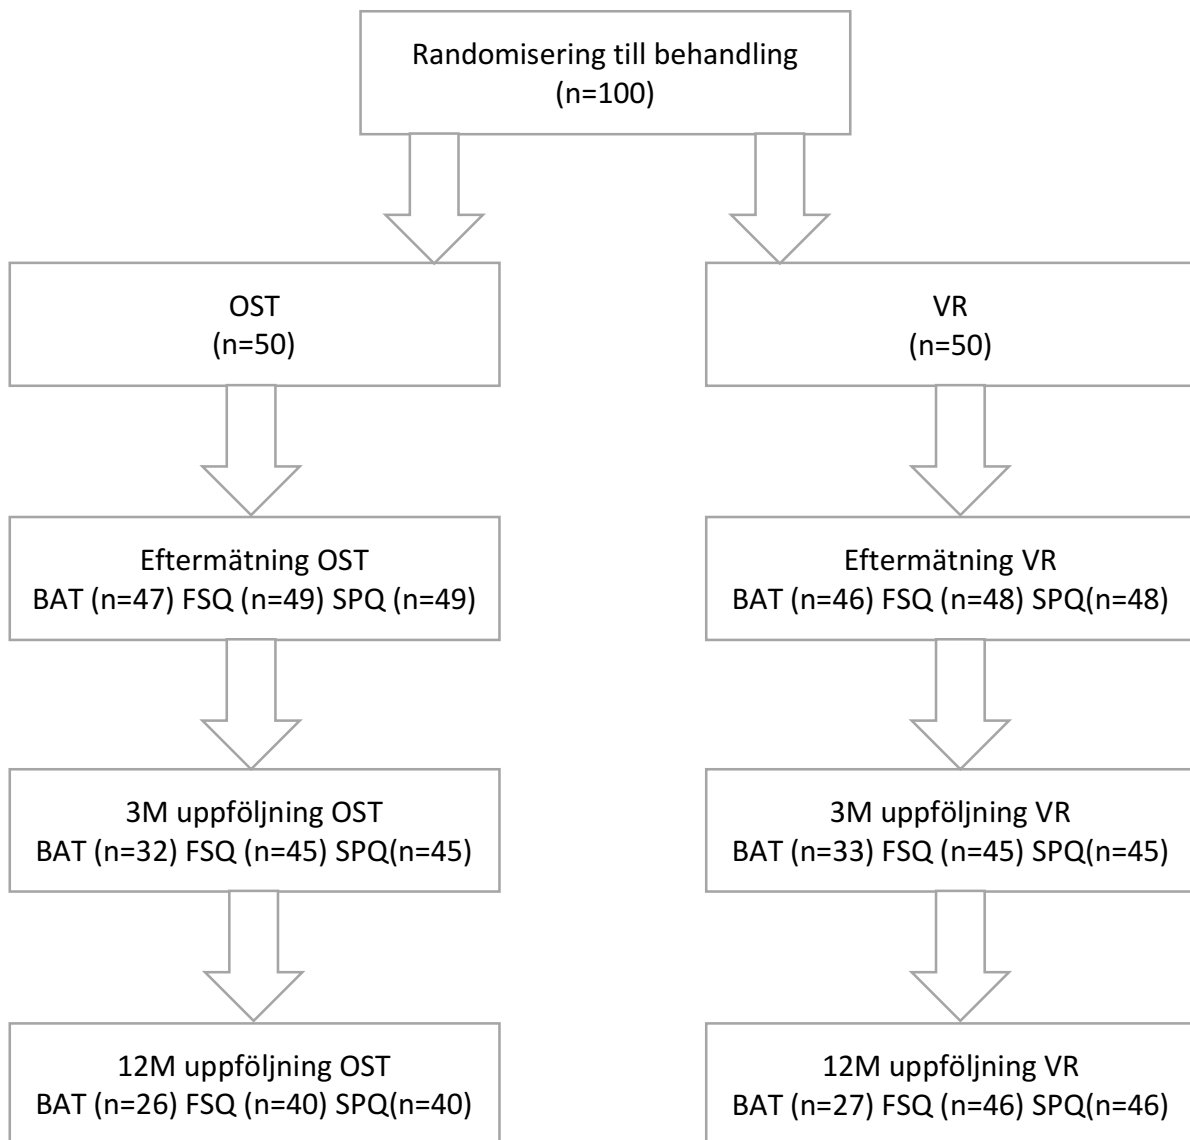 Randomisering till behandling
(n=100)
OST
(n=50)
VR
(n=50)
Eftermätning OST
BAT (n=47) FSQ (n=49) SPQ (n=49)
Eftermätning VR
BAT (n=46) FSQ (n=48) SPQ(n=48)
3M uppföljning OST
BAT (n=32) FSQ (n=45) SPQ(n=45)
3M uppföljning VR
BAT (n=33) FSQ (n=45) SPQ(n=45)
12M uppföljning OST
BAT (n=26) FSQ (n=40) SPQ(n=40)
12M uppföljning VR
BAT (n=27) FSQ (n=46) SPQ(n=46)